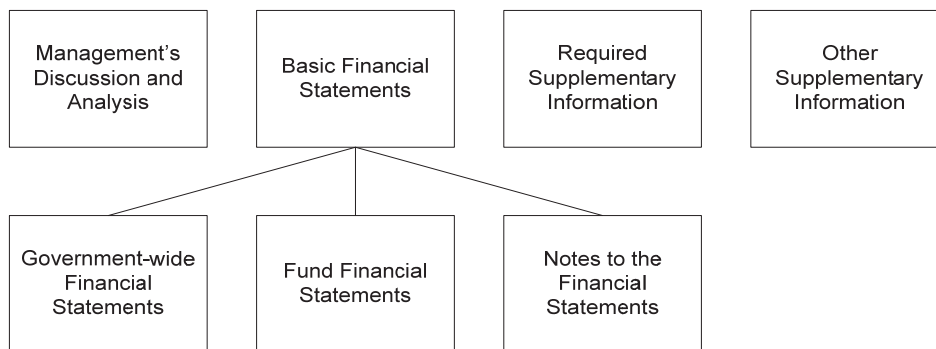 Management’s
Discussion and
Analysis
Basic Financial
Statements
Required
Supplementary
Information
Other
Supplementary
Information
Government-wide
Financial
Statements
Fund Financial
Statements
Notes to the
Financial
Statements